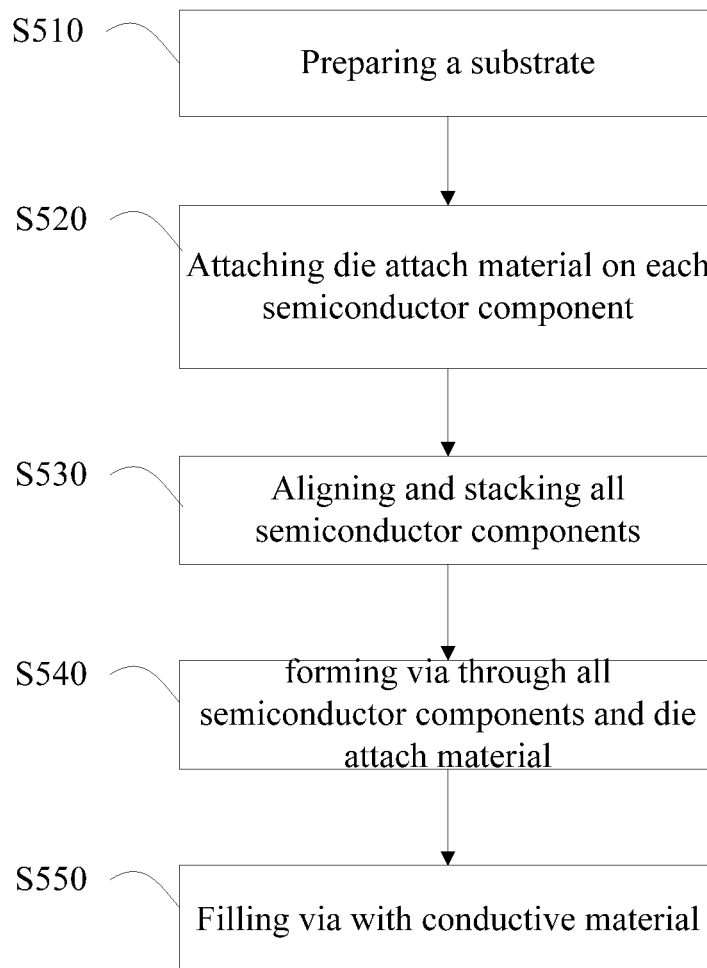 S510
Preparing a substrate
S520
Attaching die attach material on each
semiconductor component
S530
Aligning and stacking all
semiconductor components
S540
forming via through all
semiconductor components and die
attach material
S550
Filling via with conductive material